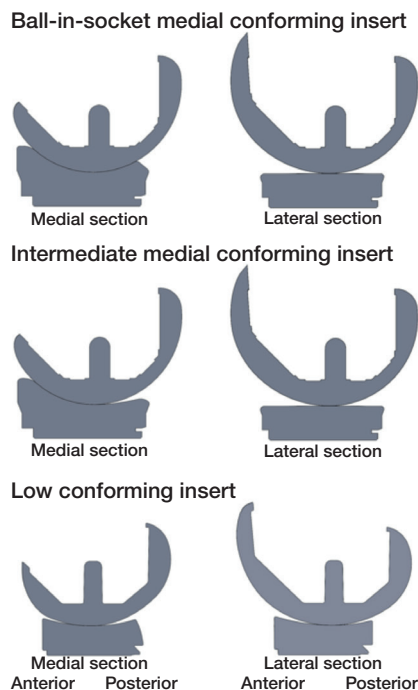 Ball-in-socket medial conforming insert
Medial section Lateral section
Intermediate medial conforming insert
Medial section Lateral section
Low conforming insert
Medial section Lateral section
Anterior Posterior Anterior Posterior